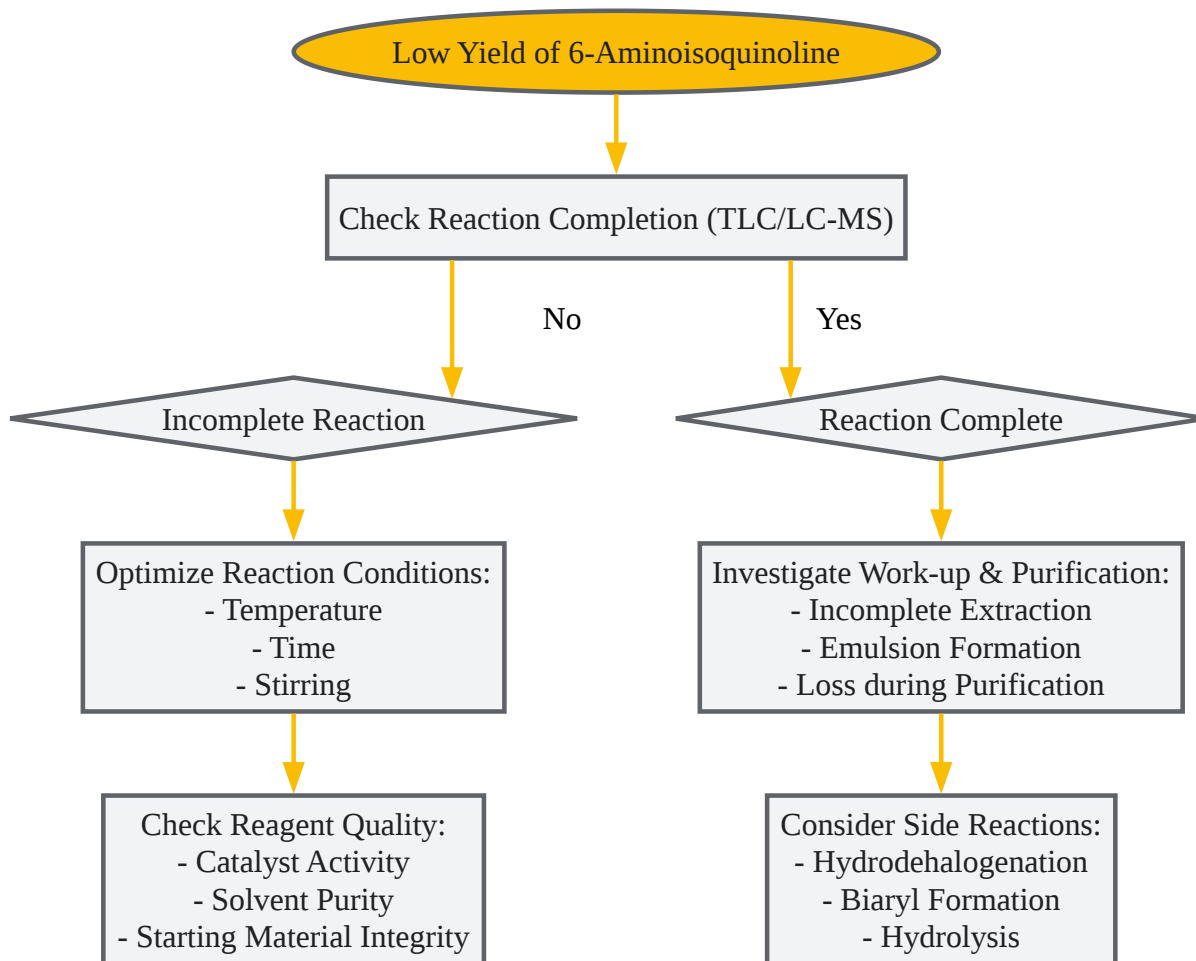 Low Yield of 6-Aminoisoquinoline
Check Reaction Completion (TLC/LC-MS)
No
Yes
Incomplete Reaction
Reaction Complete
Optimize Reaction Conditions:
- Temperature
- Time
- Stirring
Investigate Work-up & Purification:
- Incomplete Extraction
- Emulsion Formation
- Loss during Purification
Check Reagent Quality:
- Catalyst Activity
- Solvent Purity
- Starting Material Integrity
Consider Side Reactions:
- Hydrodehalogenation
- Biaryl Formation
- Hydrolysis